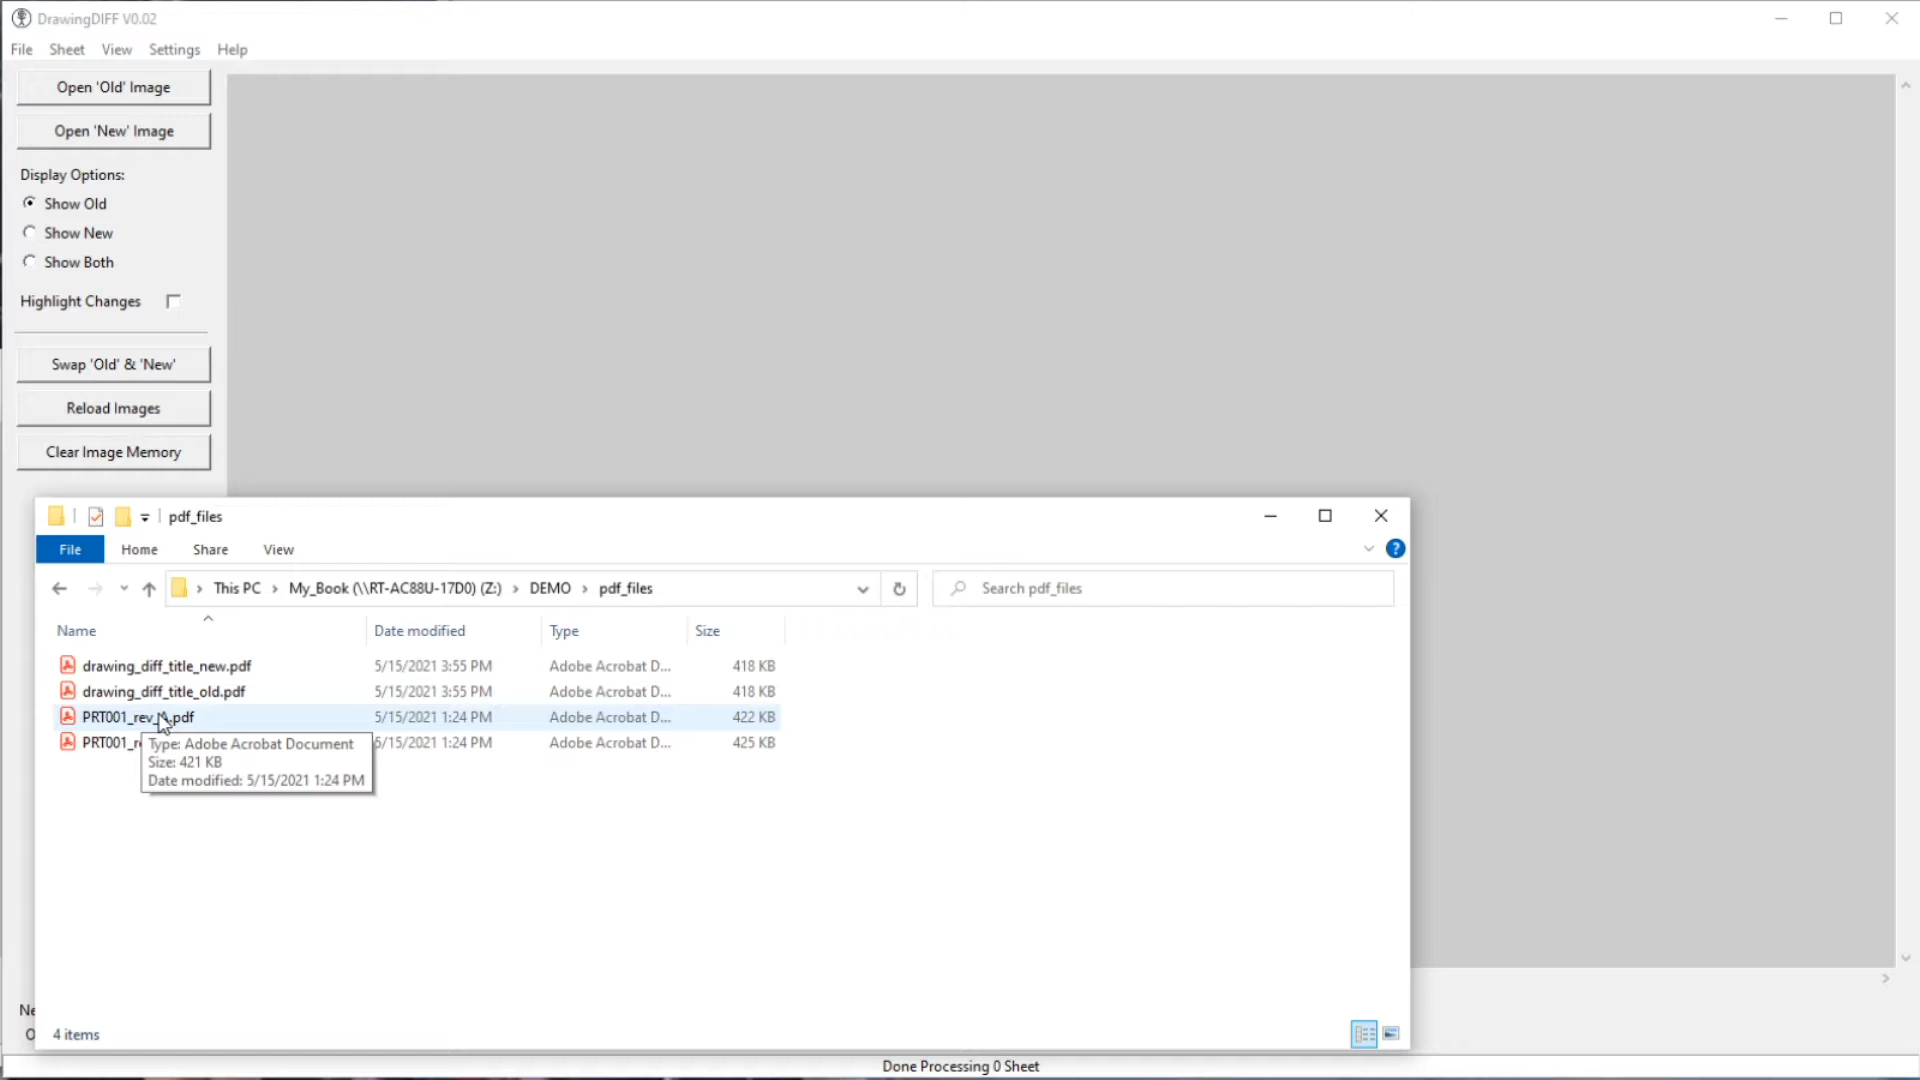 DrawingDIFF V0.02
File Sheet View Settings Help
Open 'Old' Image
Open 'New' Image
Display Options:
Show Old
Show New
Show Both
Highlight Changes
Swap 'Old' & 'New'
Reload Images
Clear Image Memory
pdf_files
File Home Share View
This PC > My_Book (\\RT-AC88U-17D0) (Z:) > DEMO > pdf_files
Search pdf_files
Name Date modified Type Size
drawing_diff_title_new.pdf 5/15/2021 3:55 PM Adobe Acrobat D... 418 KB
drawing_diff_title_old.pdf 5/15/2021 3:55 PM Adobe Acrobat D... 418 KB
PRT001_rev_A.pdf 5/15/2021 1:24 PM Adobe Acrobat D... 422 KB
PRT001_re 5/15/2021 1:24 PM Adobe Acrobat D... 425 KB
Type: Adobe Acrobat Document
Size: 421 KB
Date modified: 5/15/2021 1:24 PM
Ne
O
4 items
Done Processing 0 Sheet